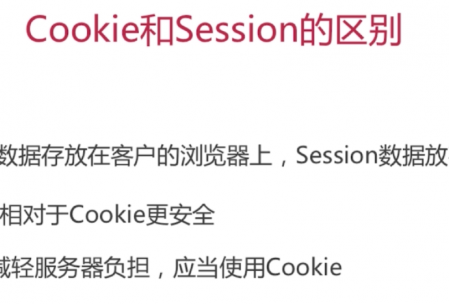 Cookie和Session的区别
数据存放在客户的浏览器上，Session数据放
相对于Cookie更安全
减轻服务器负担，应当使用Cookie